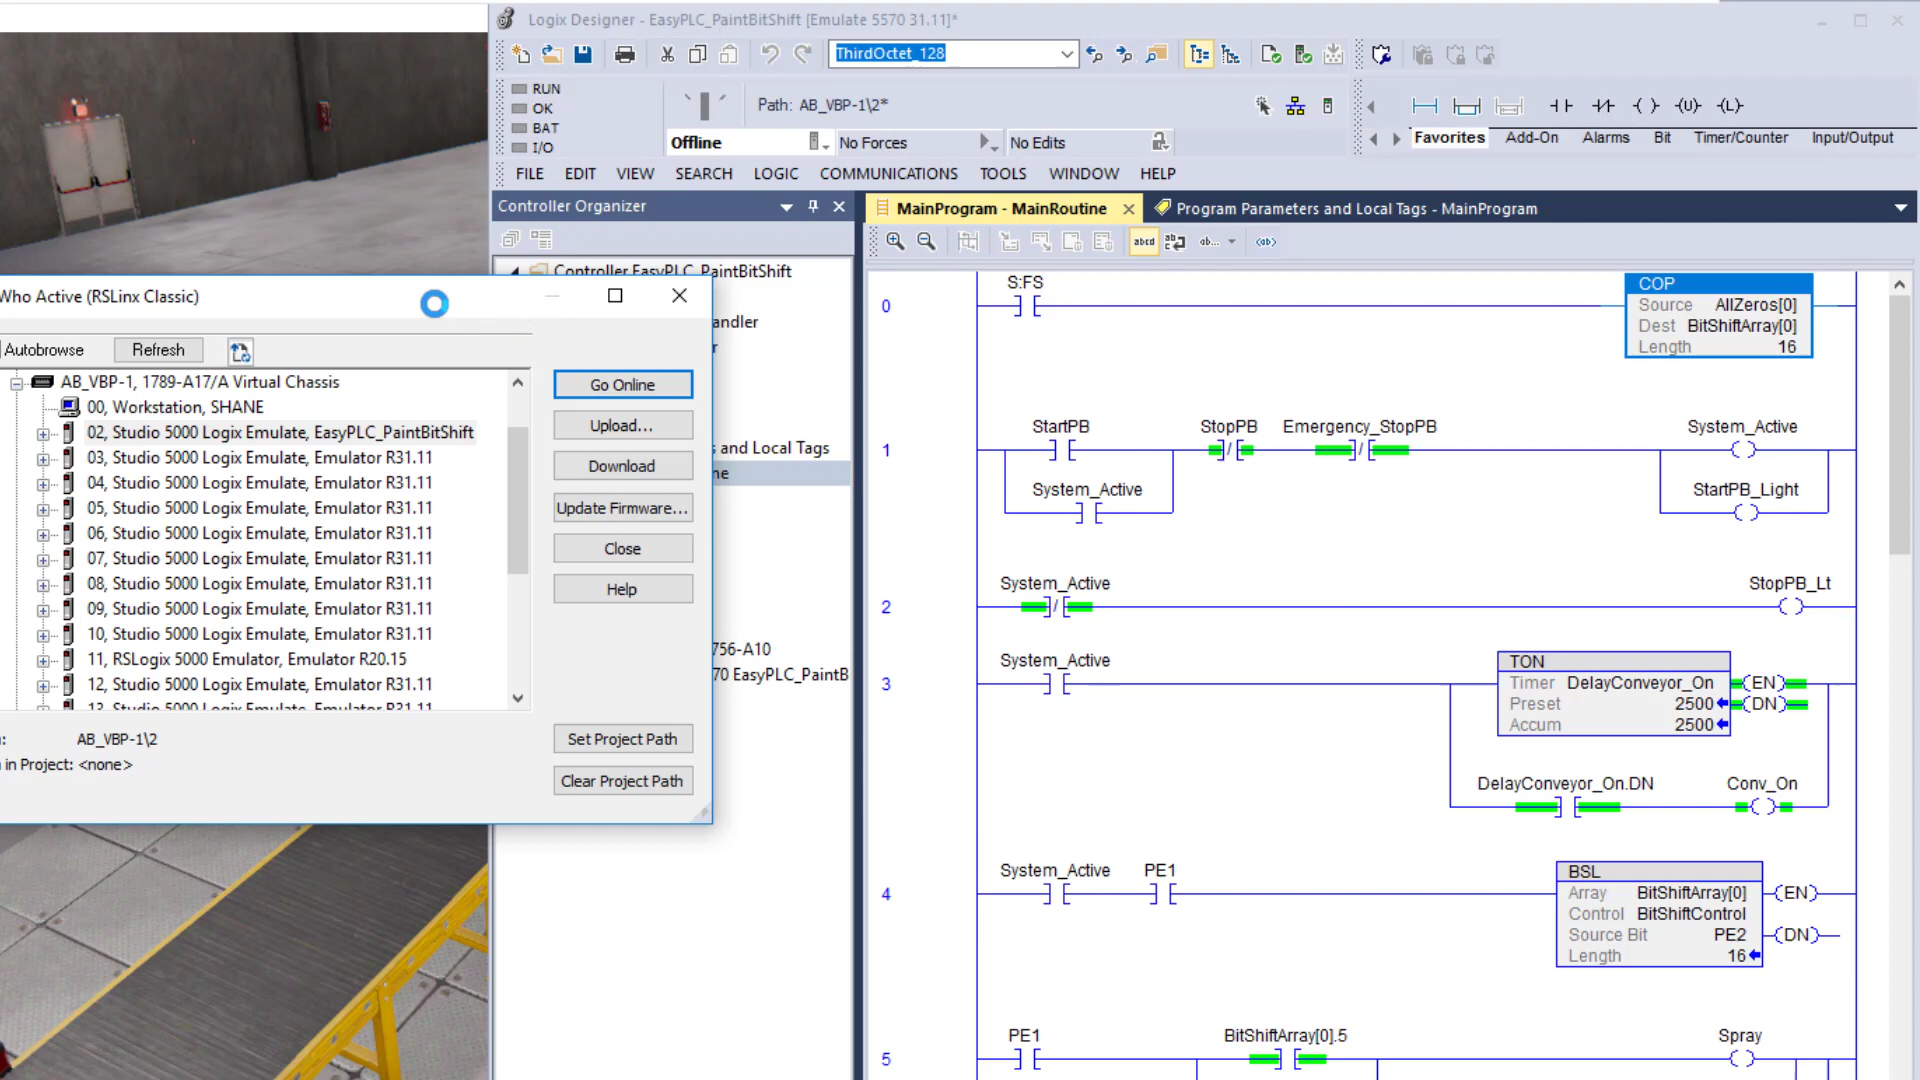 Logix Designer - EasyPLC_PaintBitShift [Emulate 5570 31.11]*
ThirdOctet_128
RUN
OK
BAT
I/O
Path: AB_VBP-1\2*
Offline
No Forces
No Edits
Favorites Add-On Alarms Bit Timer/Counter Input/Output
FILE EDIT VIEW SEARCH LOGIC COMMUNICATIONS TOOLS WINDOW HELP
Controller Organizer
MainProgram - MainRoutine
Program Parameters and Local Tags - MainProgram
Controller EasyPLC_PaintBitShift
andler
r
s and Local Tags
ne
756-A10
70 EasyPLC_PaintB
Who Active (RSLinx Classic)
Autobrowse
Refresh
AB_VBP-1, 1789-A17/A Virtual Chassis
00, Workstation, SHANE
02, Studio 5000 Logix Emulate, EasyPLC_PaintBitShift
03, Studio 5000 Logix Emulate, Emulator R31.11
04, Studio 5000 Logix Emulate, Emulator R31.11
05, Studio 5000 Logix Emulate, Emulator R31.11
06, Studio 5000 Logix Emulate, Emulator R31.11
07, Studio 5000 Logix Emulate, Emulator R31.11
08, Studio 5000 Logix Emulate, Emulator R31.11
09, Studio 5000 Logix Emulate, Emulator R31.11
10, Studio 5000 Logix Emulate, Emulator R31.11
11, RSLogix 5000 Emulator, Emulator R20.15
12, Studio 5000 Logix Emulate, Emulator R31.11
13, Studio 5000 Logix Emulate, Emulator R31.11
Go Online
Upload...
Download
Update Firmware...
Close
Help
Set Project Path
Clear Project Path
AB_VBP-1\2
in Project: <none>
0
S:FS
COP
Source AllZeros[0]
Dest BitShiftArray[0]
Length 16
1
StartPB StopPB Emergency_StopPB System_Active
System_Active StartPB_Light
2
System_Active StopPB_Lt
3
System_Active
TON
Timer DelayConveyor_On
Preset 2500
Accum 2500
(EN)
(DN)
DelayConveyor_On.DN Conv_On
4
System_Active PE1
BSL
Array BitShiftArray[0]
Control BitShiftControl
Source Bit PE2
Length 16
(EN)
(DN)
5
PE1 BitShiftArray[0].5 Spray